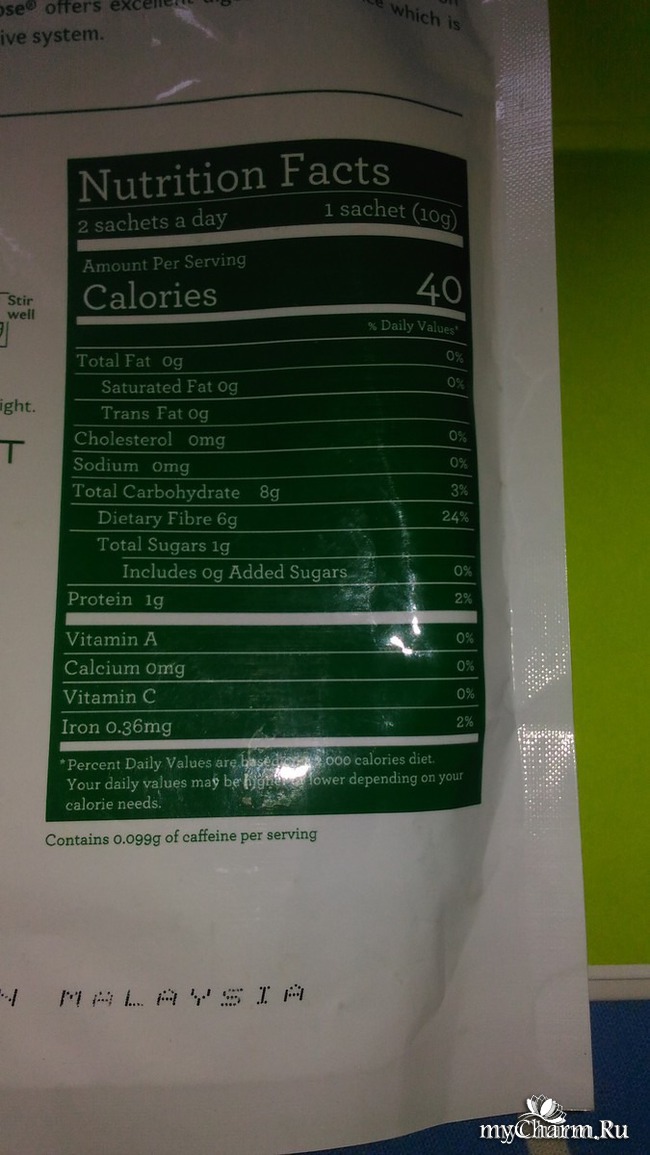 ose® offers excellent
which is
ive system.
Nutrition Facts
2 sachets a day 1 sachet (10g)
Amount Per Serving
Calories 40
% Daily Values*
Total Fat 0g 0%
Saturated Fat 0g 0%
Trans Fat 0g
Cholesterol 0mg 0%
Sodium 0mg 0%
Total Carbohydrate 8g 3%
Dietary Fibre 6g 24%
Total Sugars 1g
Includes 0g Added Sugars 0%
Protein 1g 2%
Vitamin A 0%
Calcium 0mg 0%
Vitamin C 0%
Iron 0.36mg 2%
*Percent Daily Values are based on 2,000 calories diet.
Your daily values may be higher or lower depending on your
calorie needs.
Contains 0.099g of caffeine per serving
Stir
well
ight.
T
N MALAYSIA
myCharm.Ru